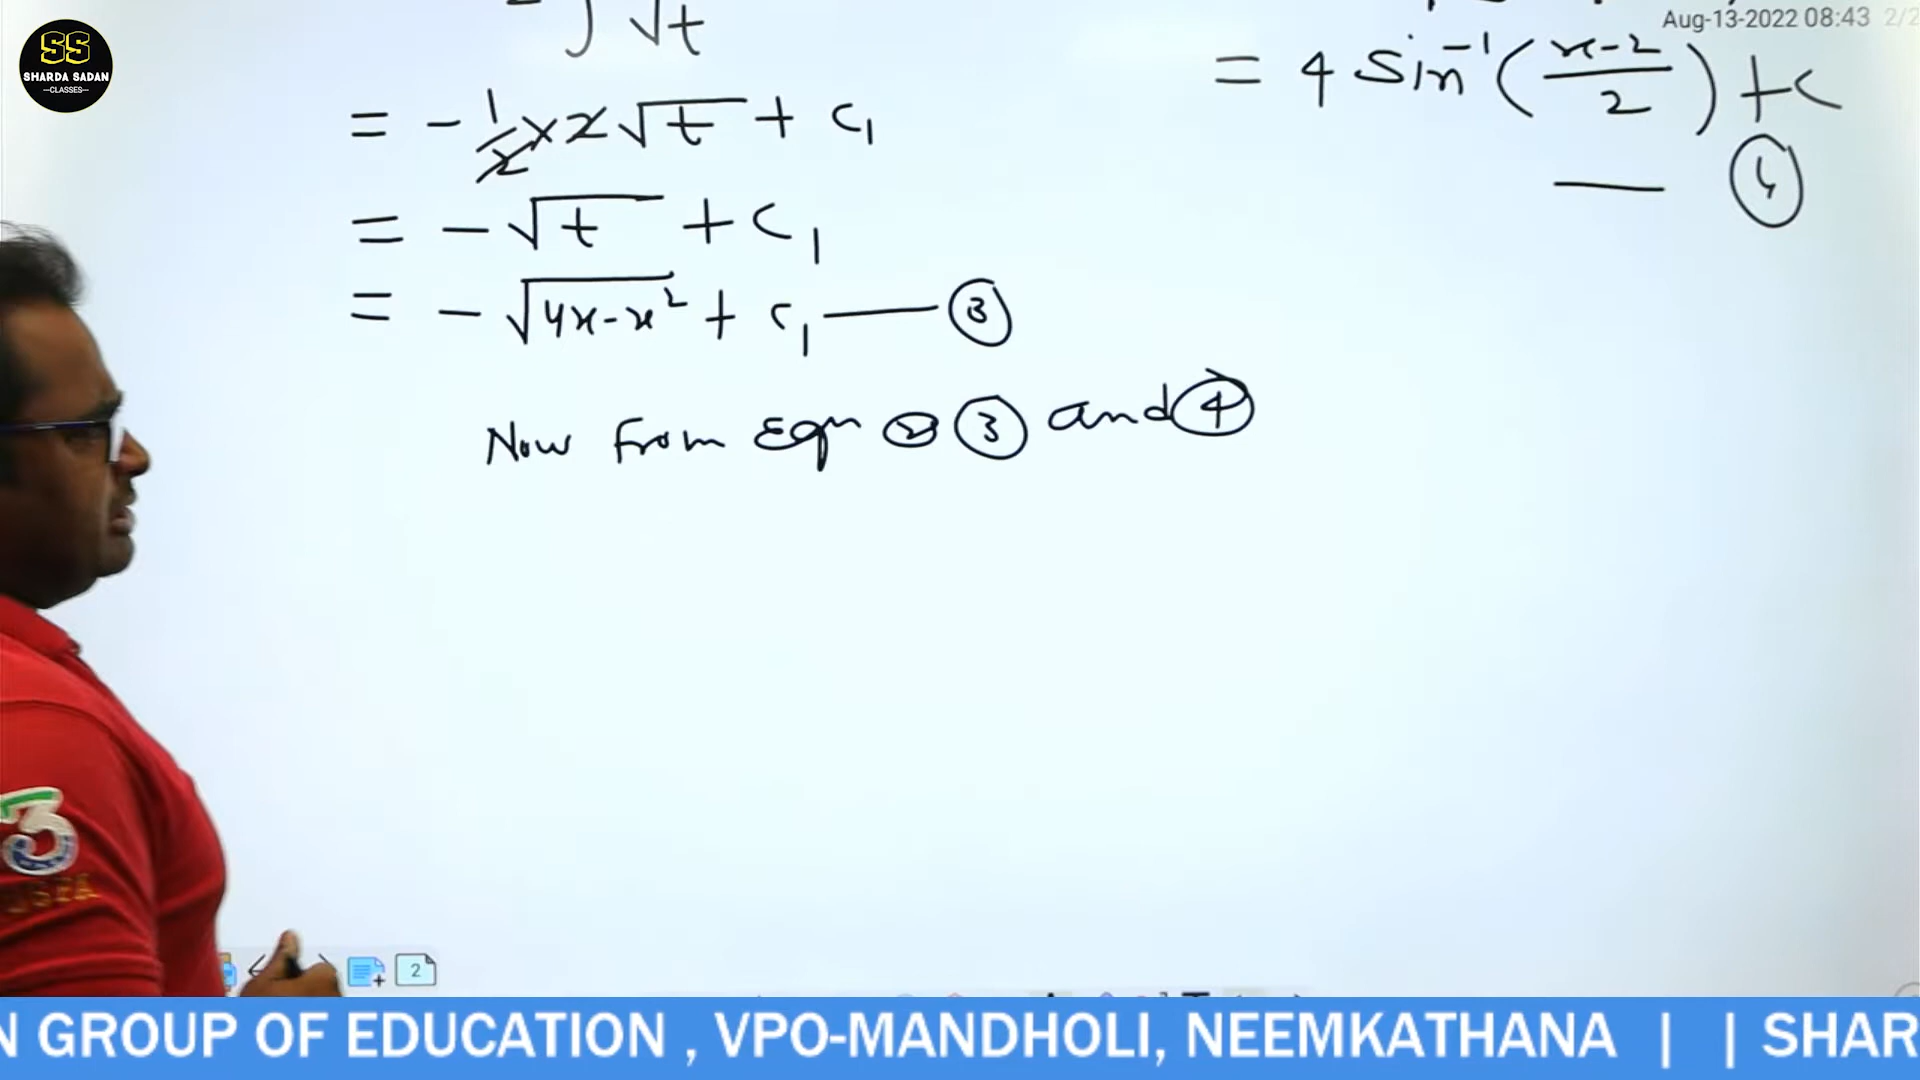 SS
SHARDA SADAN
—CLASSES—
Aug-13-2022 08:43 2/2
∫ √t
= - 1/2 × 2 √t + c₁
= - √t + c₁
= - √4x-x² + c₁ —— ③
= 4 Sin⁻¹ (x-2/2) + c
—— ④
Now From Eqn ③ and ④
3
2
N GROUP OF EDUCATION , VPO-MANDHOLI, NEEMKATHANA | | SHAR